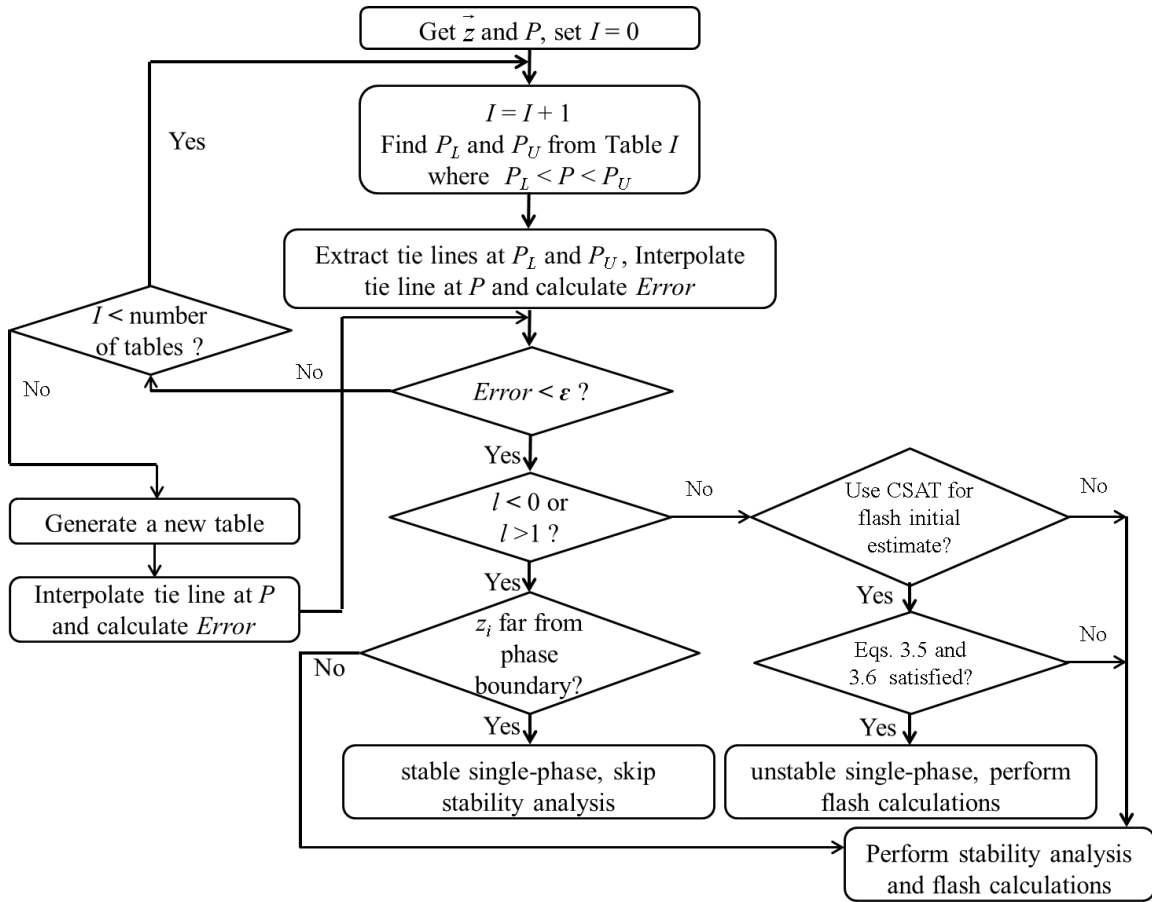 Get z⃗ and P, set I = 0
I = I + 1
Find P_L and P_U from Table I
where P_L < P < P_U
Yes
Extract tie lines at P_L and P_U, Interpolate
tie line at P and calculate Error
I < number
of tables ?
No
No
Error < ε ?
Yes
Generate a new table
Interpolate tie line at P
and calculate Error
l < 0 or
l >1 ?
No
Yes
Use CSAT for
flash initial
estimate?
No
Yes
z_i far from
phase
boundary?
No
Yes
Eqs. 3.5 and
3.6 satisfied?
No
Yes
stable single-phase, skip
stability analysis
unstable single-phase, perform
flash calculations
Perform stability analysis
and flash calculations